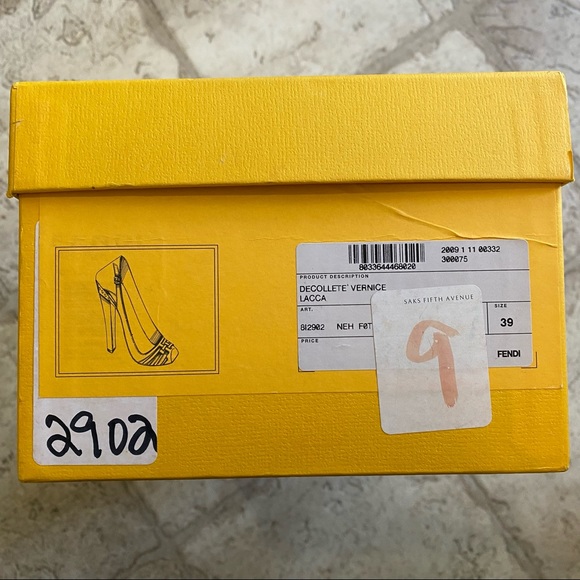 2009 1 11 00332
8033644468020 300075
PRODUCT DESCRIPTION
DECOLLETE' VERNICE
LACCA
SAKS FIFTH AVENUE
ART.
SIZE
8I2902 NEH F0T
39
9
PRICE
FENDI
2902